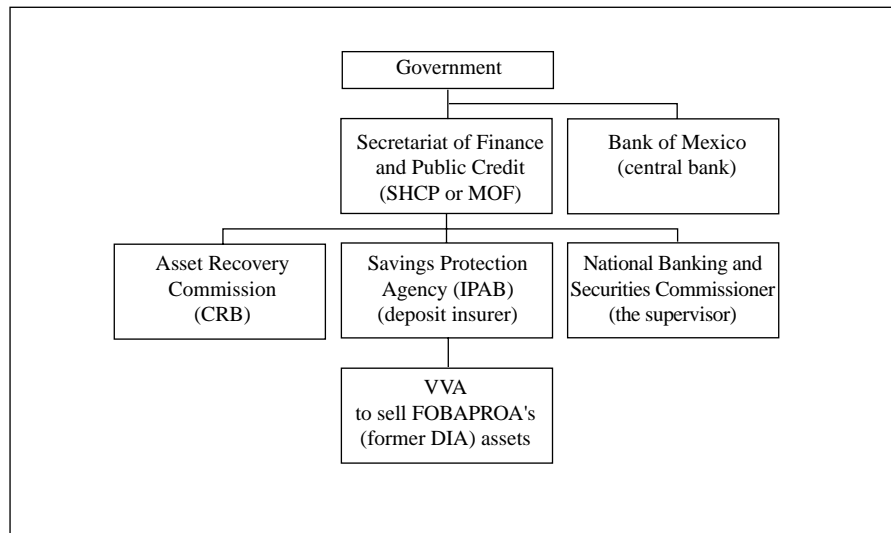 Government
Secretariat of Finance
and Public Credit
(SHCP or MOF)
Bank of Mexico
(central bank)
Asset Recovery
Commission
(CRB)
Savings Protection
Agency (IPAB)
(deposit insurer)
National Banking and
Securities Commissioner
(the supervisor)
VVA
to sell FOBAPROA's
(former DIA) assets